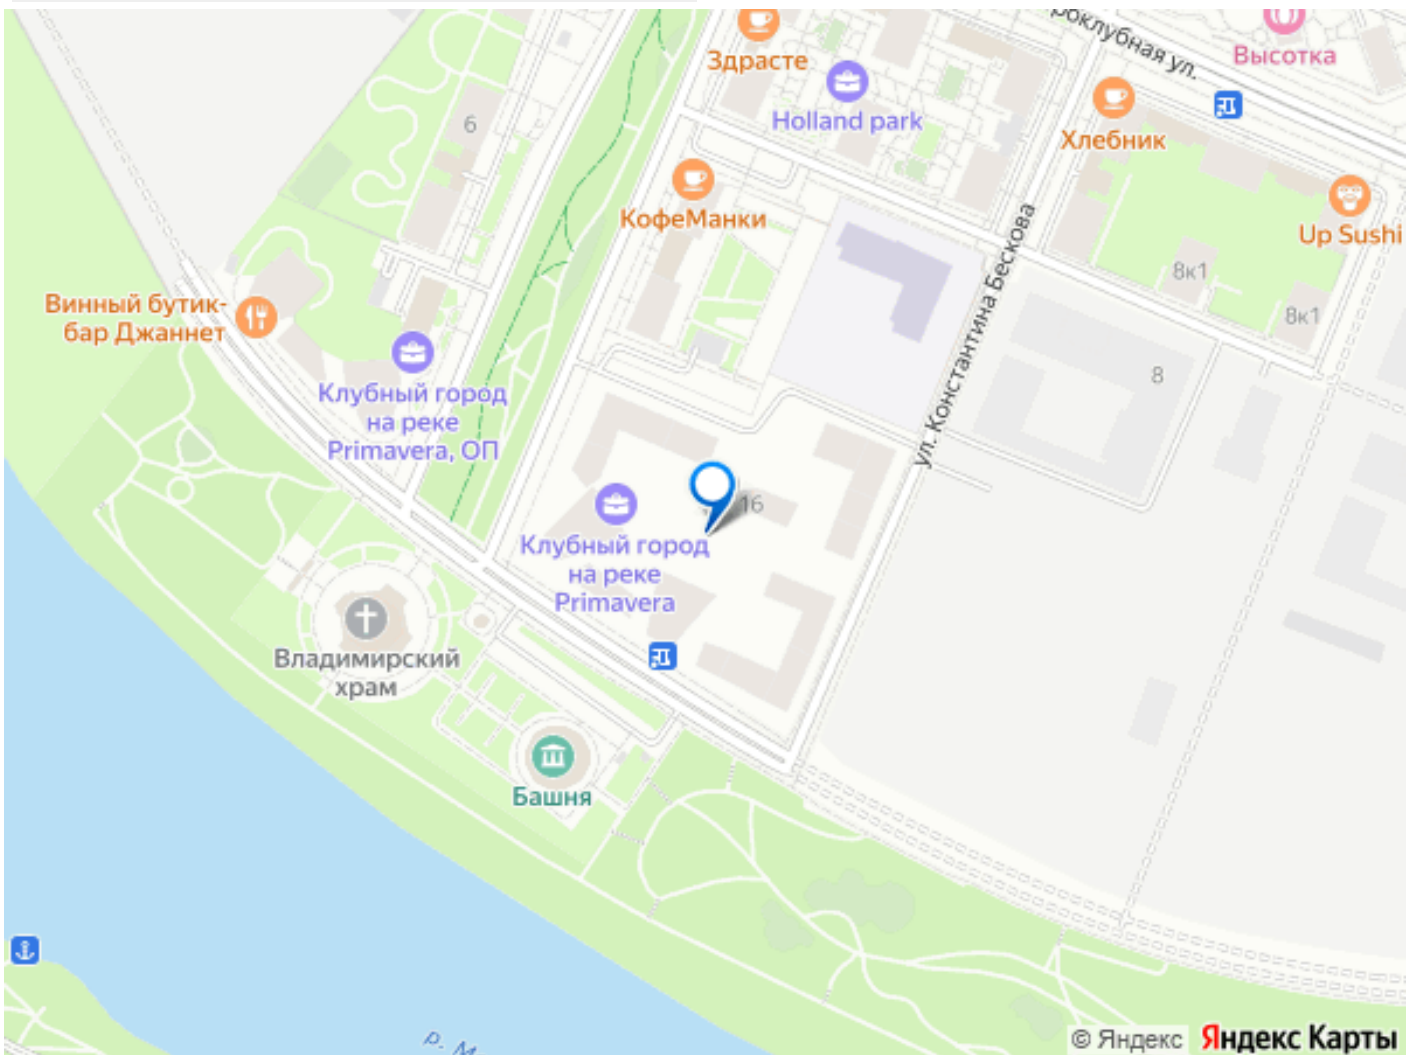 роклубная ул.
Высотка
Здрасте
Holland park
Хлебник
6
КофеМанки
Up Sushi
8к1
8к1
Винный бутик-
бар Джаннет
ул. Константина Бескова
8
Клубный город
на реке
Primavera, ОП
16
Клубный город
на реке
Primavera
Владимирский
храм
Башня
р. М
© Яндекс Яндекс Карты